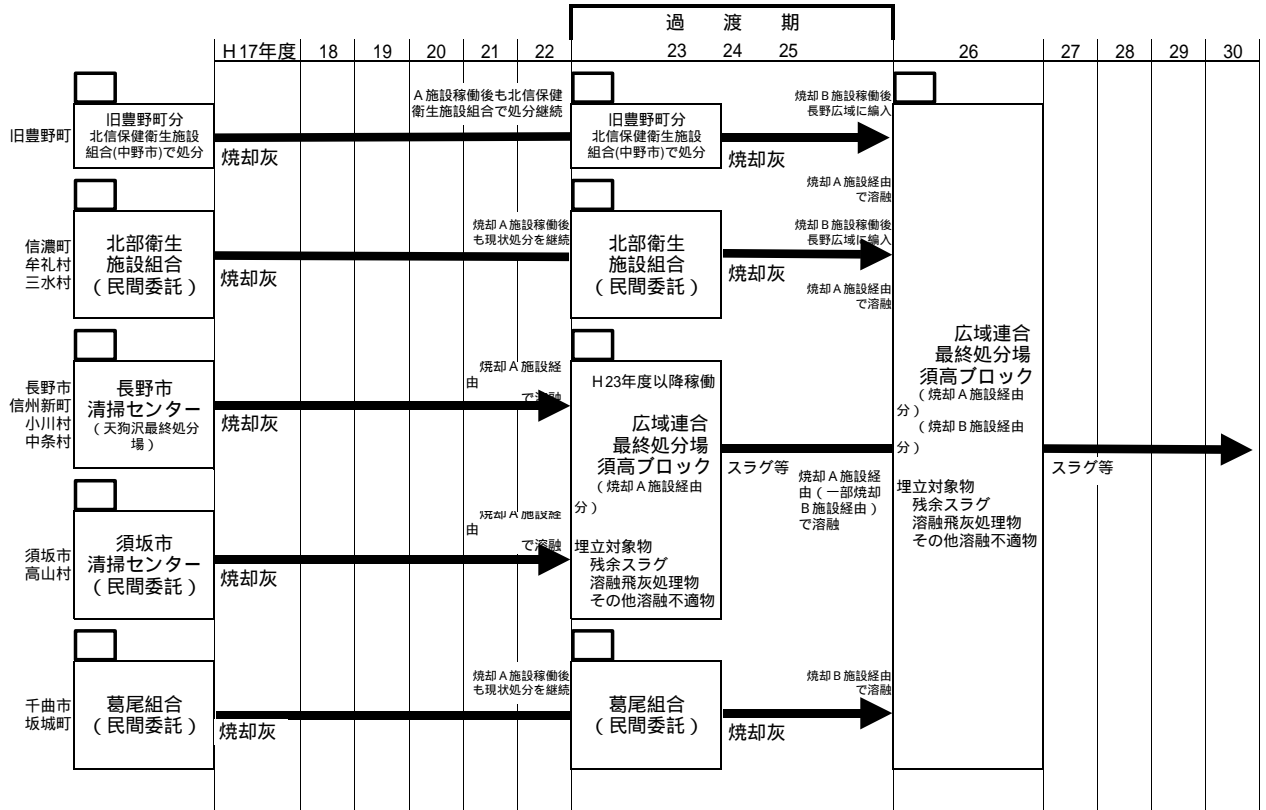 過　渡　期
H17年度 18 19 20 21 22 23 24 25 26 27 28 29 30
旧豊野町
旧豊野町分
北信保健衛生施設
組合(中野市)で処分
焼却灰
A施設稼働後も北信保健
衛生施設組合で処分継続
旧豊野町分
北信保健衛生施設
組合(中野市)で処分
焼却灰
焼却B施設稼働後
長野広域に編入
焼却A施設経由
で溶融
信濃町
牟礼村
三水村
北部衛生
施設組合
(民間委託)
焼却灰
焼却A施設稼働後
も現状処分を継続
北部衛生
施設組合
(民間委託)
焼却灰
焼却B施設稼働後
長野広域に編入
焼却A施設経由
で溶融
長野市
信州新町
小川村
中条村
長野市
清掃センター
(天狗沢最終処分
場)
焼却灰
焼却A施設経
由
で溶融
須坂市
高山村
須坂市
清掃センター
(民間委託)
焼却灰
焼却A施設経
由
で溶融
H23年度以降稼働
広域連合
最終処分場
須高ブロック
(焼却A施設経由
分)
埋立対象物
残余スラグ
溶融飛灰処理物
その他溶融不適物
スラグ等
焼却A施設経
由(一部焼却
B施設経由)
で溶融
千曲市
坂城町
葛尾組合
(民間委託)
焼却灰
焼却A施設稼働後
も現状処分を継続
葛尾組合
(民間委託)
焼却灰
焼却B施設経由
で溶融
広域連合
最終処分場
須高ブロック
(焼却A施設経由
分)
(焼却B施設経由
分)
埋立対象物
残余スラグ
溶融飛灰処理物
その他溶融不適物
スラグ等